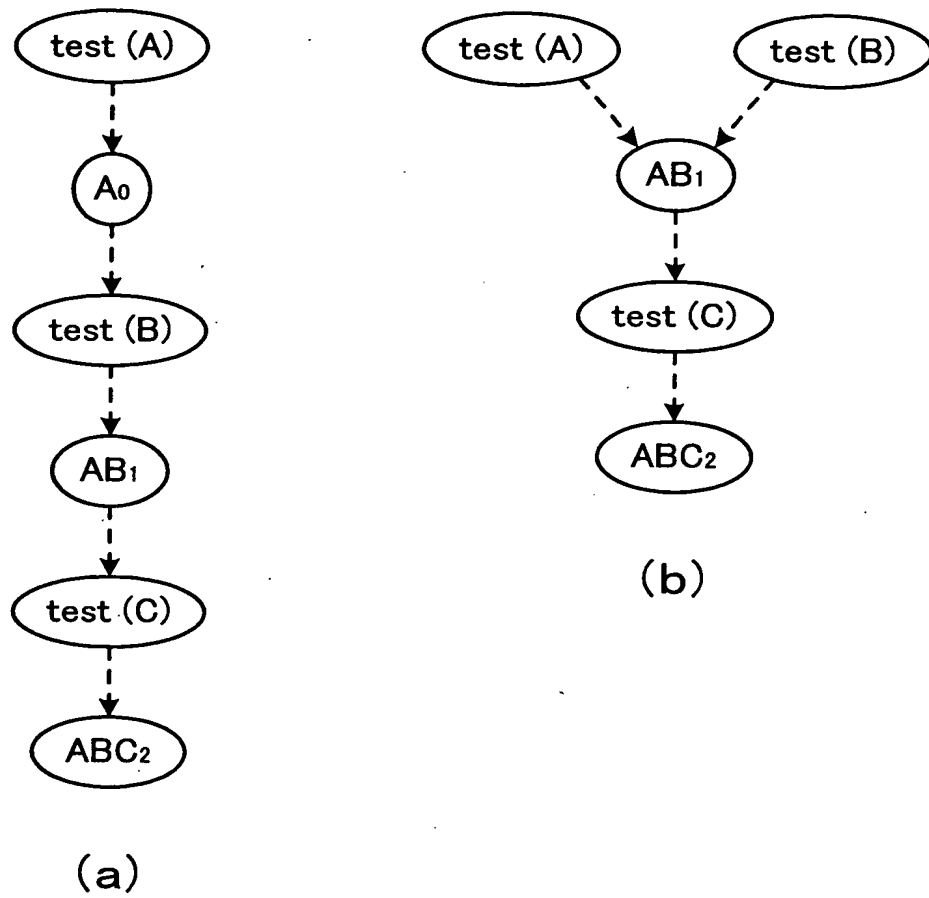 test (A)
A₀
test (B)
AB₁
test (C)
ABC₂
(a)
test (A)
test (B)
AB₁
test (C)
ABC₂
(b)